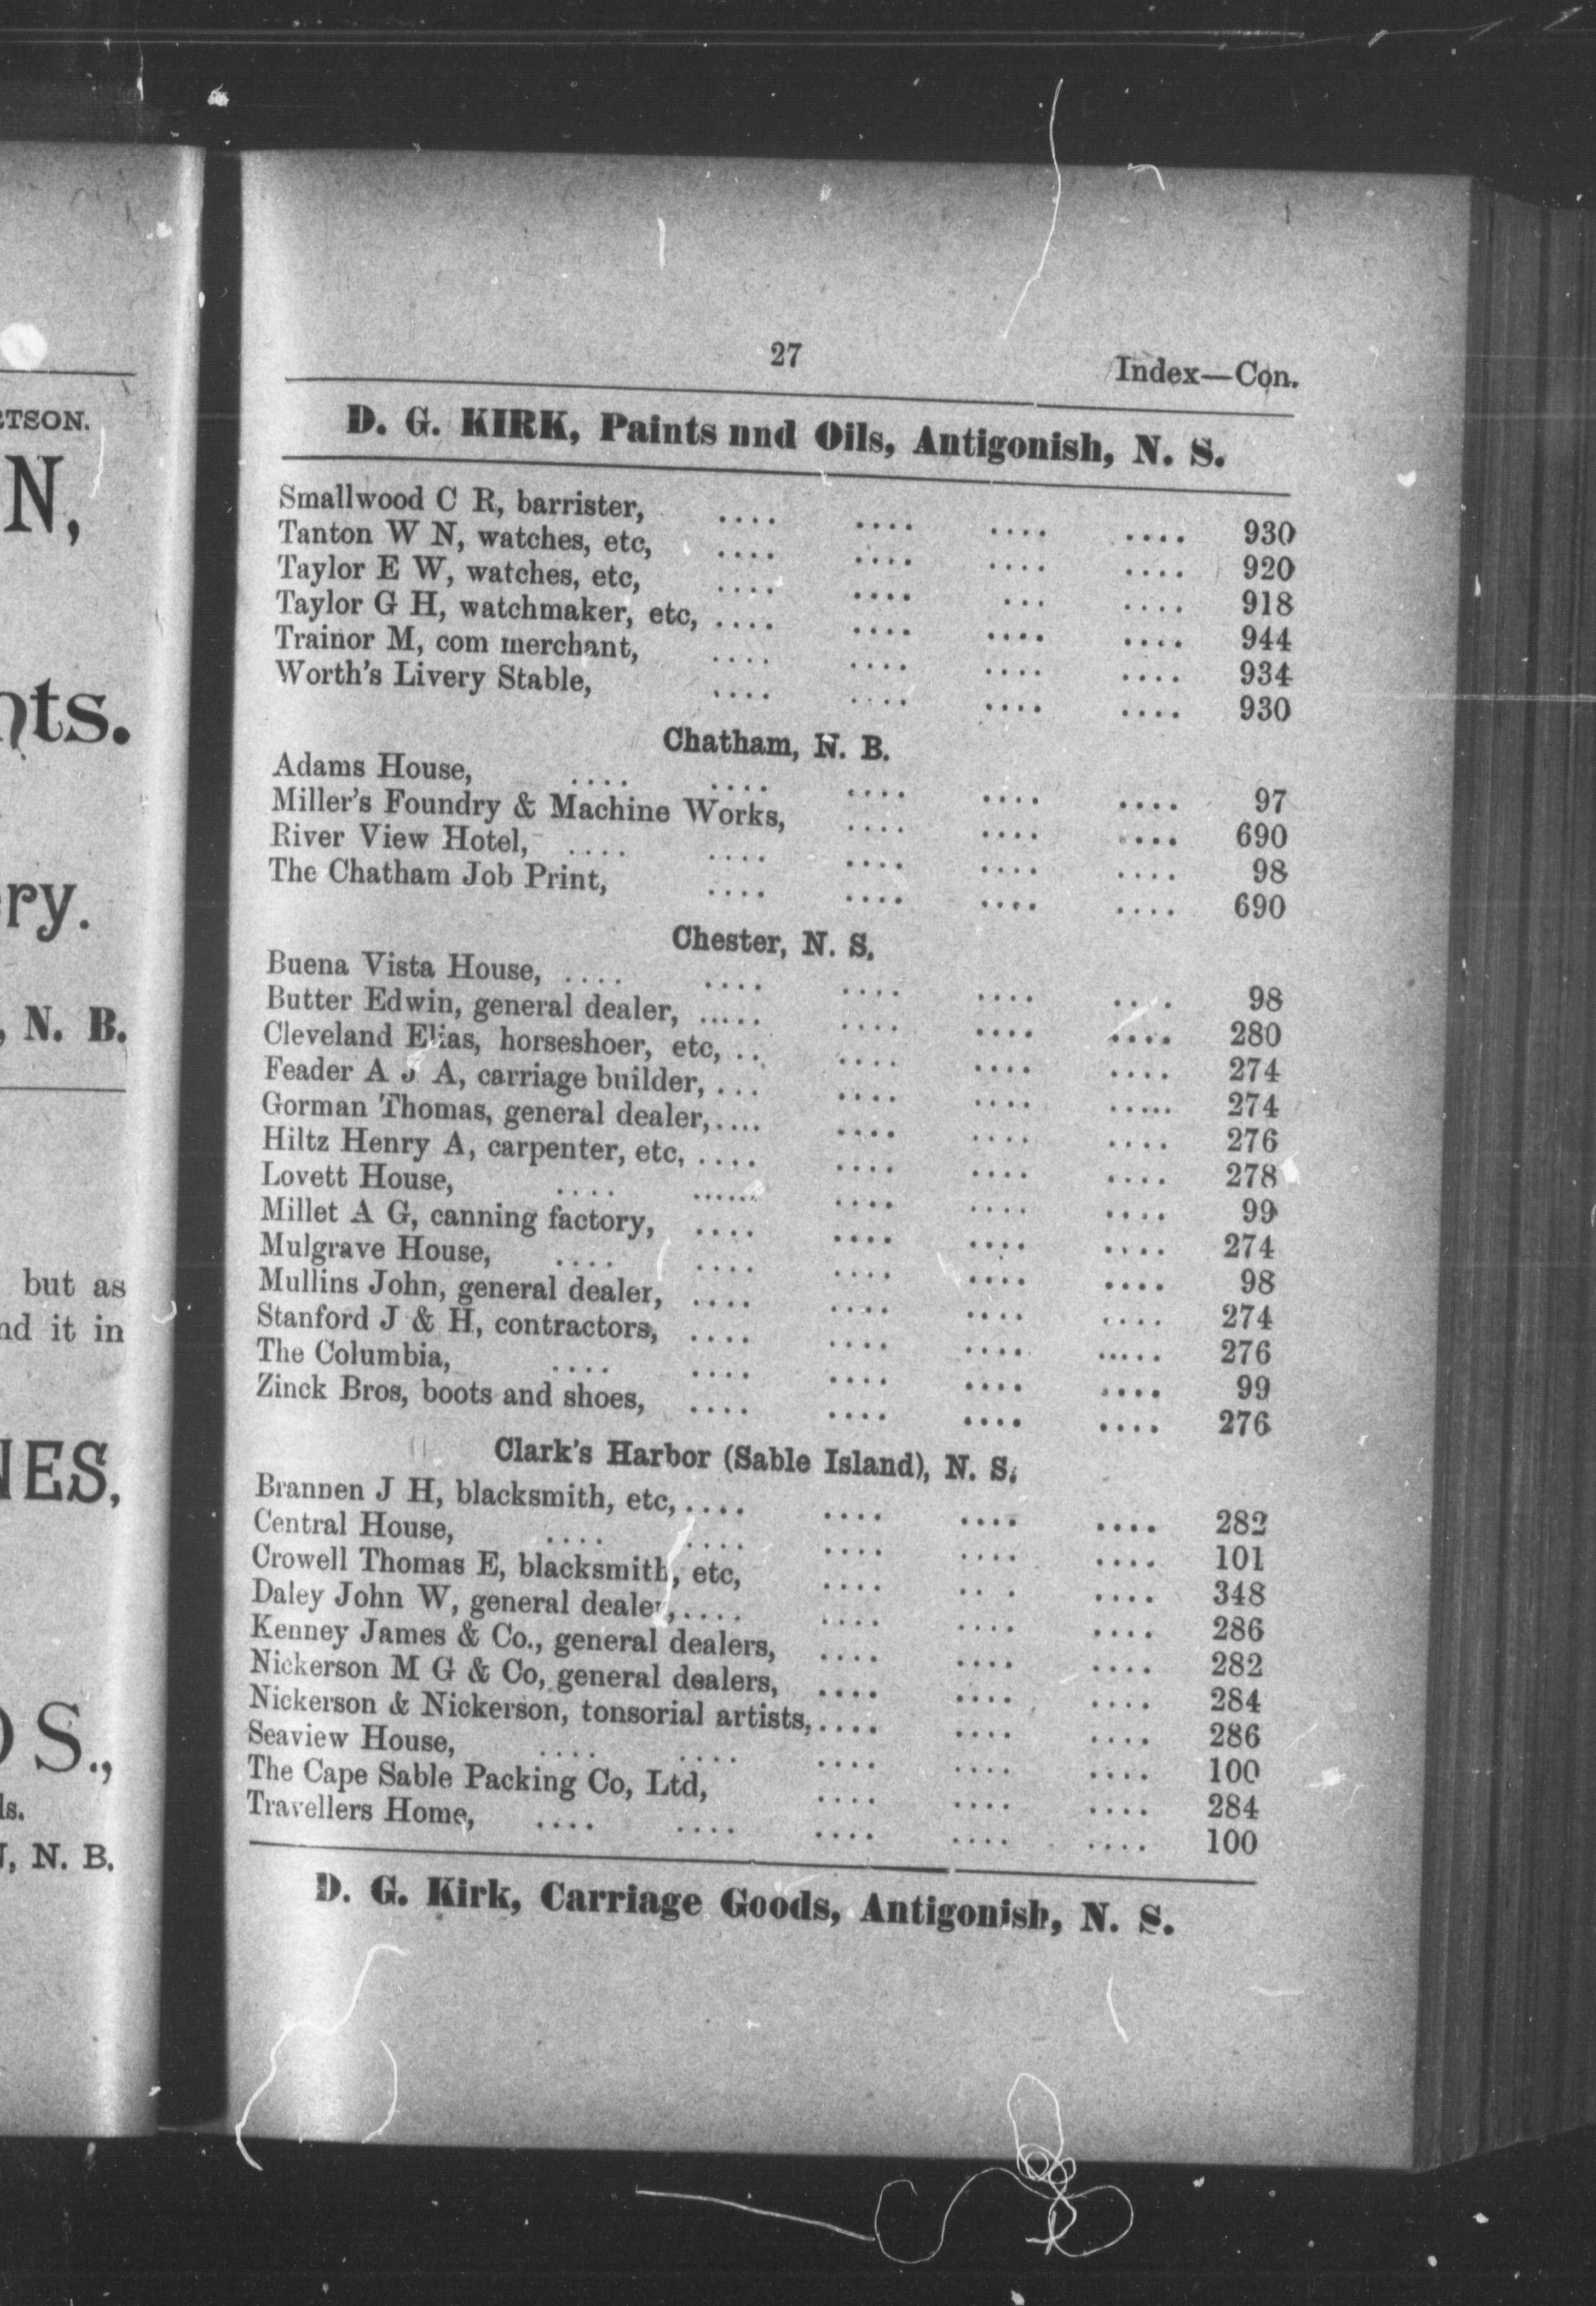 TSON.
N,
nts.
ry.
, N. B.
but as
nd it in
NES,
S.,
ls.
, N. B.
27
Index—Con.
D. G. KIRK, Paints nnd Oils, Antigonish, N. S.
Smallwood C R, barrister, .... .... .... .... 930
Tanton W N, watches, etc, .... .... .... .... 920
Taylor E W, watches, etc, .... .... ... .... 918
Taylor G H, watchmaker, etc, .... .... .... .... 944
Trainor M, com merchant, .... .... .... .... 934
Worth's Livery Stable, .... .... .... .... 930
Chatham, N. B.
Adams House, .... .... .... .... .... 97
Miller's Foundry & Machine Works, .... .... .... 690
River View Hotel, .... .... .... .... .... 98
The Chatham Job Print, .... .... .... .... 690
Chester, N. S.
Buena Vista House, .... .... .... .... .... 98
Butter Edwin, general dealer, ..... .... .... .... 280
Cleveland Elias, horseshoer, etc, .. .... .... .... 274
Feader A J A, carriage builder, ... .... .... ..... 274
Gorman Thomas, general dealer, .... .... .... .... 276
Hiltz Henry A, carpenter, etc, .... .... .... .... 278
Lovett House, .... ...... .... .... .... 99
Millet A G, canning factory, .... .... .... .... 274
Mulgrave House, .... .... .... .... .... 98
Mullins John, general dealer, .... .... .... .... 274
Stanford J & H, contractors, .... .... .... ..... 276
The Columbia, .... .... .... .... .... 99
Zinck Bros, boots and shoes, .... .... .... .... 276
Clark's Harbor (Sable Island), N. S.
Brannen J H, blacksmith, etc, .... .... .... .... 282
Central House, .... .... .... .... .... 101
Crowell Thomas E, blacksmith, etc, .... ... .... 348
Daley John W, general dealer, .... .... .... .... 286
Kenney James & Co., general dealers, .... .... .... 282
Nickerson M G & Co, general dealers, .... .... .... 284
Nickerson & Nickerson, tonsorial artists, .... .... .... 286
Seaview House, .... .... .... .... .... 100
The Cape Sable Packing Co, Ltd, .... .... .... 284
Travellers Home, .... .... .... .... .... 100
D. G. Kirk, Carriage Goods, Antigonish, N. S.